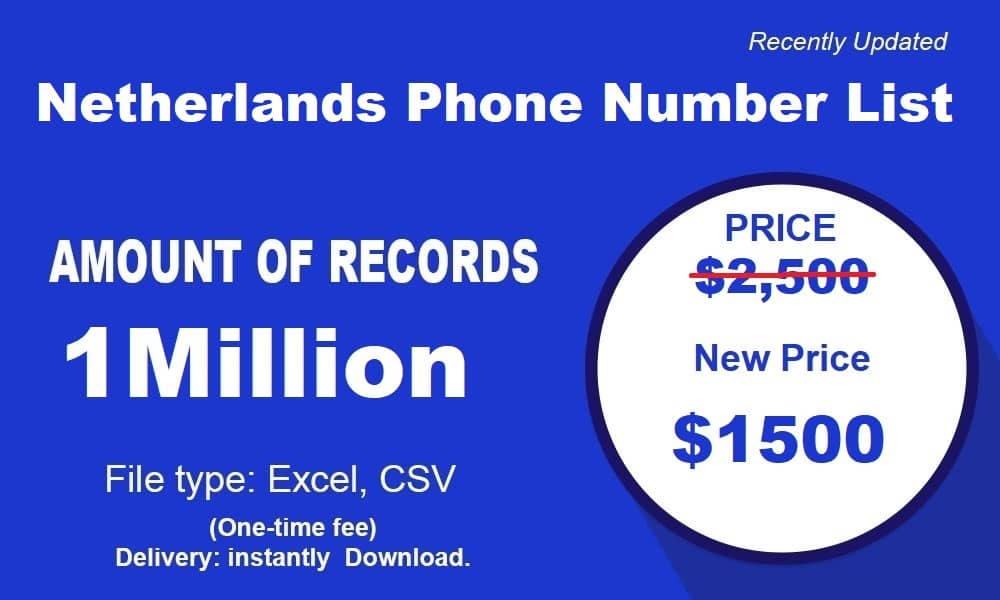 Recently Updated
Netherlands Phone Number List
AMOUNT OF RECORDS
1Million
File type: Excel, CSV
(One-time fee)
Delivery: instantly Download.
PRICE
$2,500
New Price
$1500